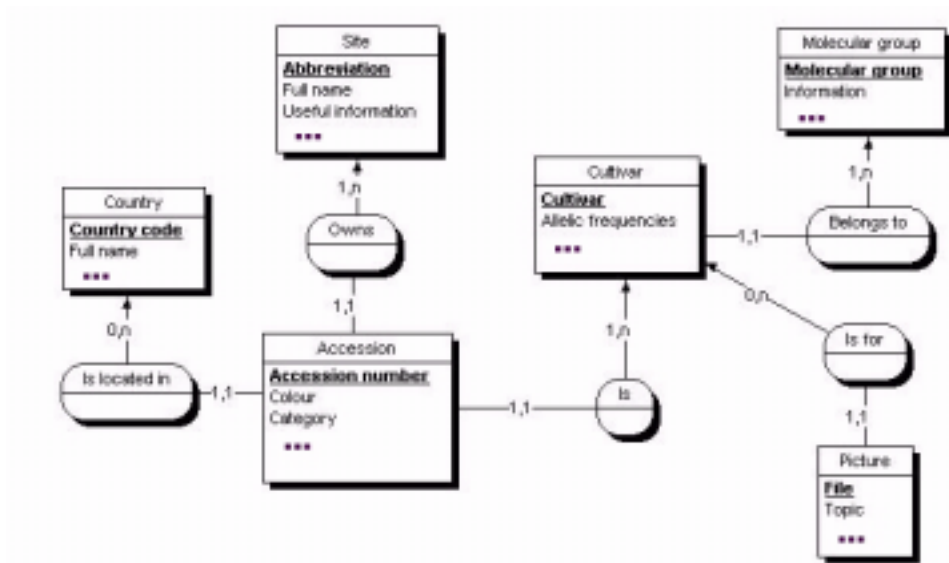 Site
Abbreviation
Full name
Useful information
...
Molecular group
Molecular group
Information
...
1,n
1,n
Country
Country code
Full name
...
Owns
Cultivar
Cultivar
Allelic frequencies
...
Belongs to
1,1
1,1
0,n
0,n
1,n
Is for
Accession
Accession number
Colour
Category
...
Is located in
1,1
1,1
Is
1,1
Picture
File
Topic
...